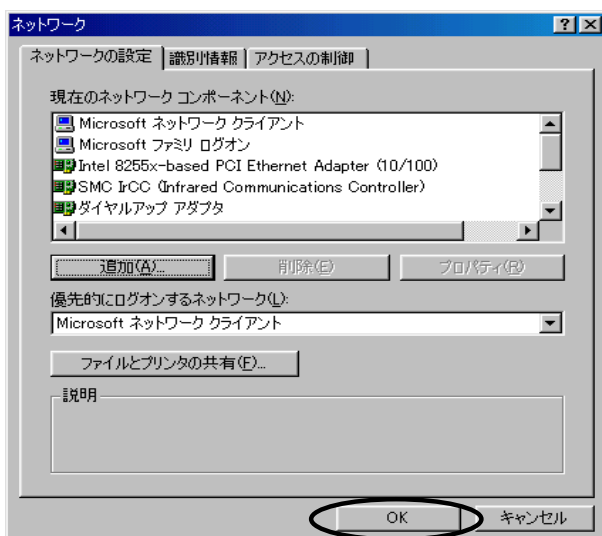 ネットワーク
ネットワークの設定 識別情報 アクセスの制御
現在のネットワーク コンポーネント(N):
Microsoft ネットワーク クライアント
Microsoft ファミリ ログオン
Intel 8255x-based PCI Ethernet Adapter (10/100)
SMC IrCC (Infrared Communications Controller)
ダイヤルアップ アダプタ
追加(A)... 削除(E) プロパティ(R)
優先的にログオンするネットワーク(L):
Microsoft ネットワーク クライアント
ファイルとプリンタの共有(F)...
説明
OK キャンセル